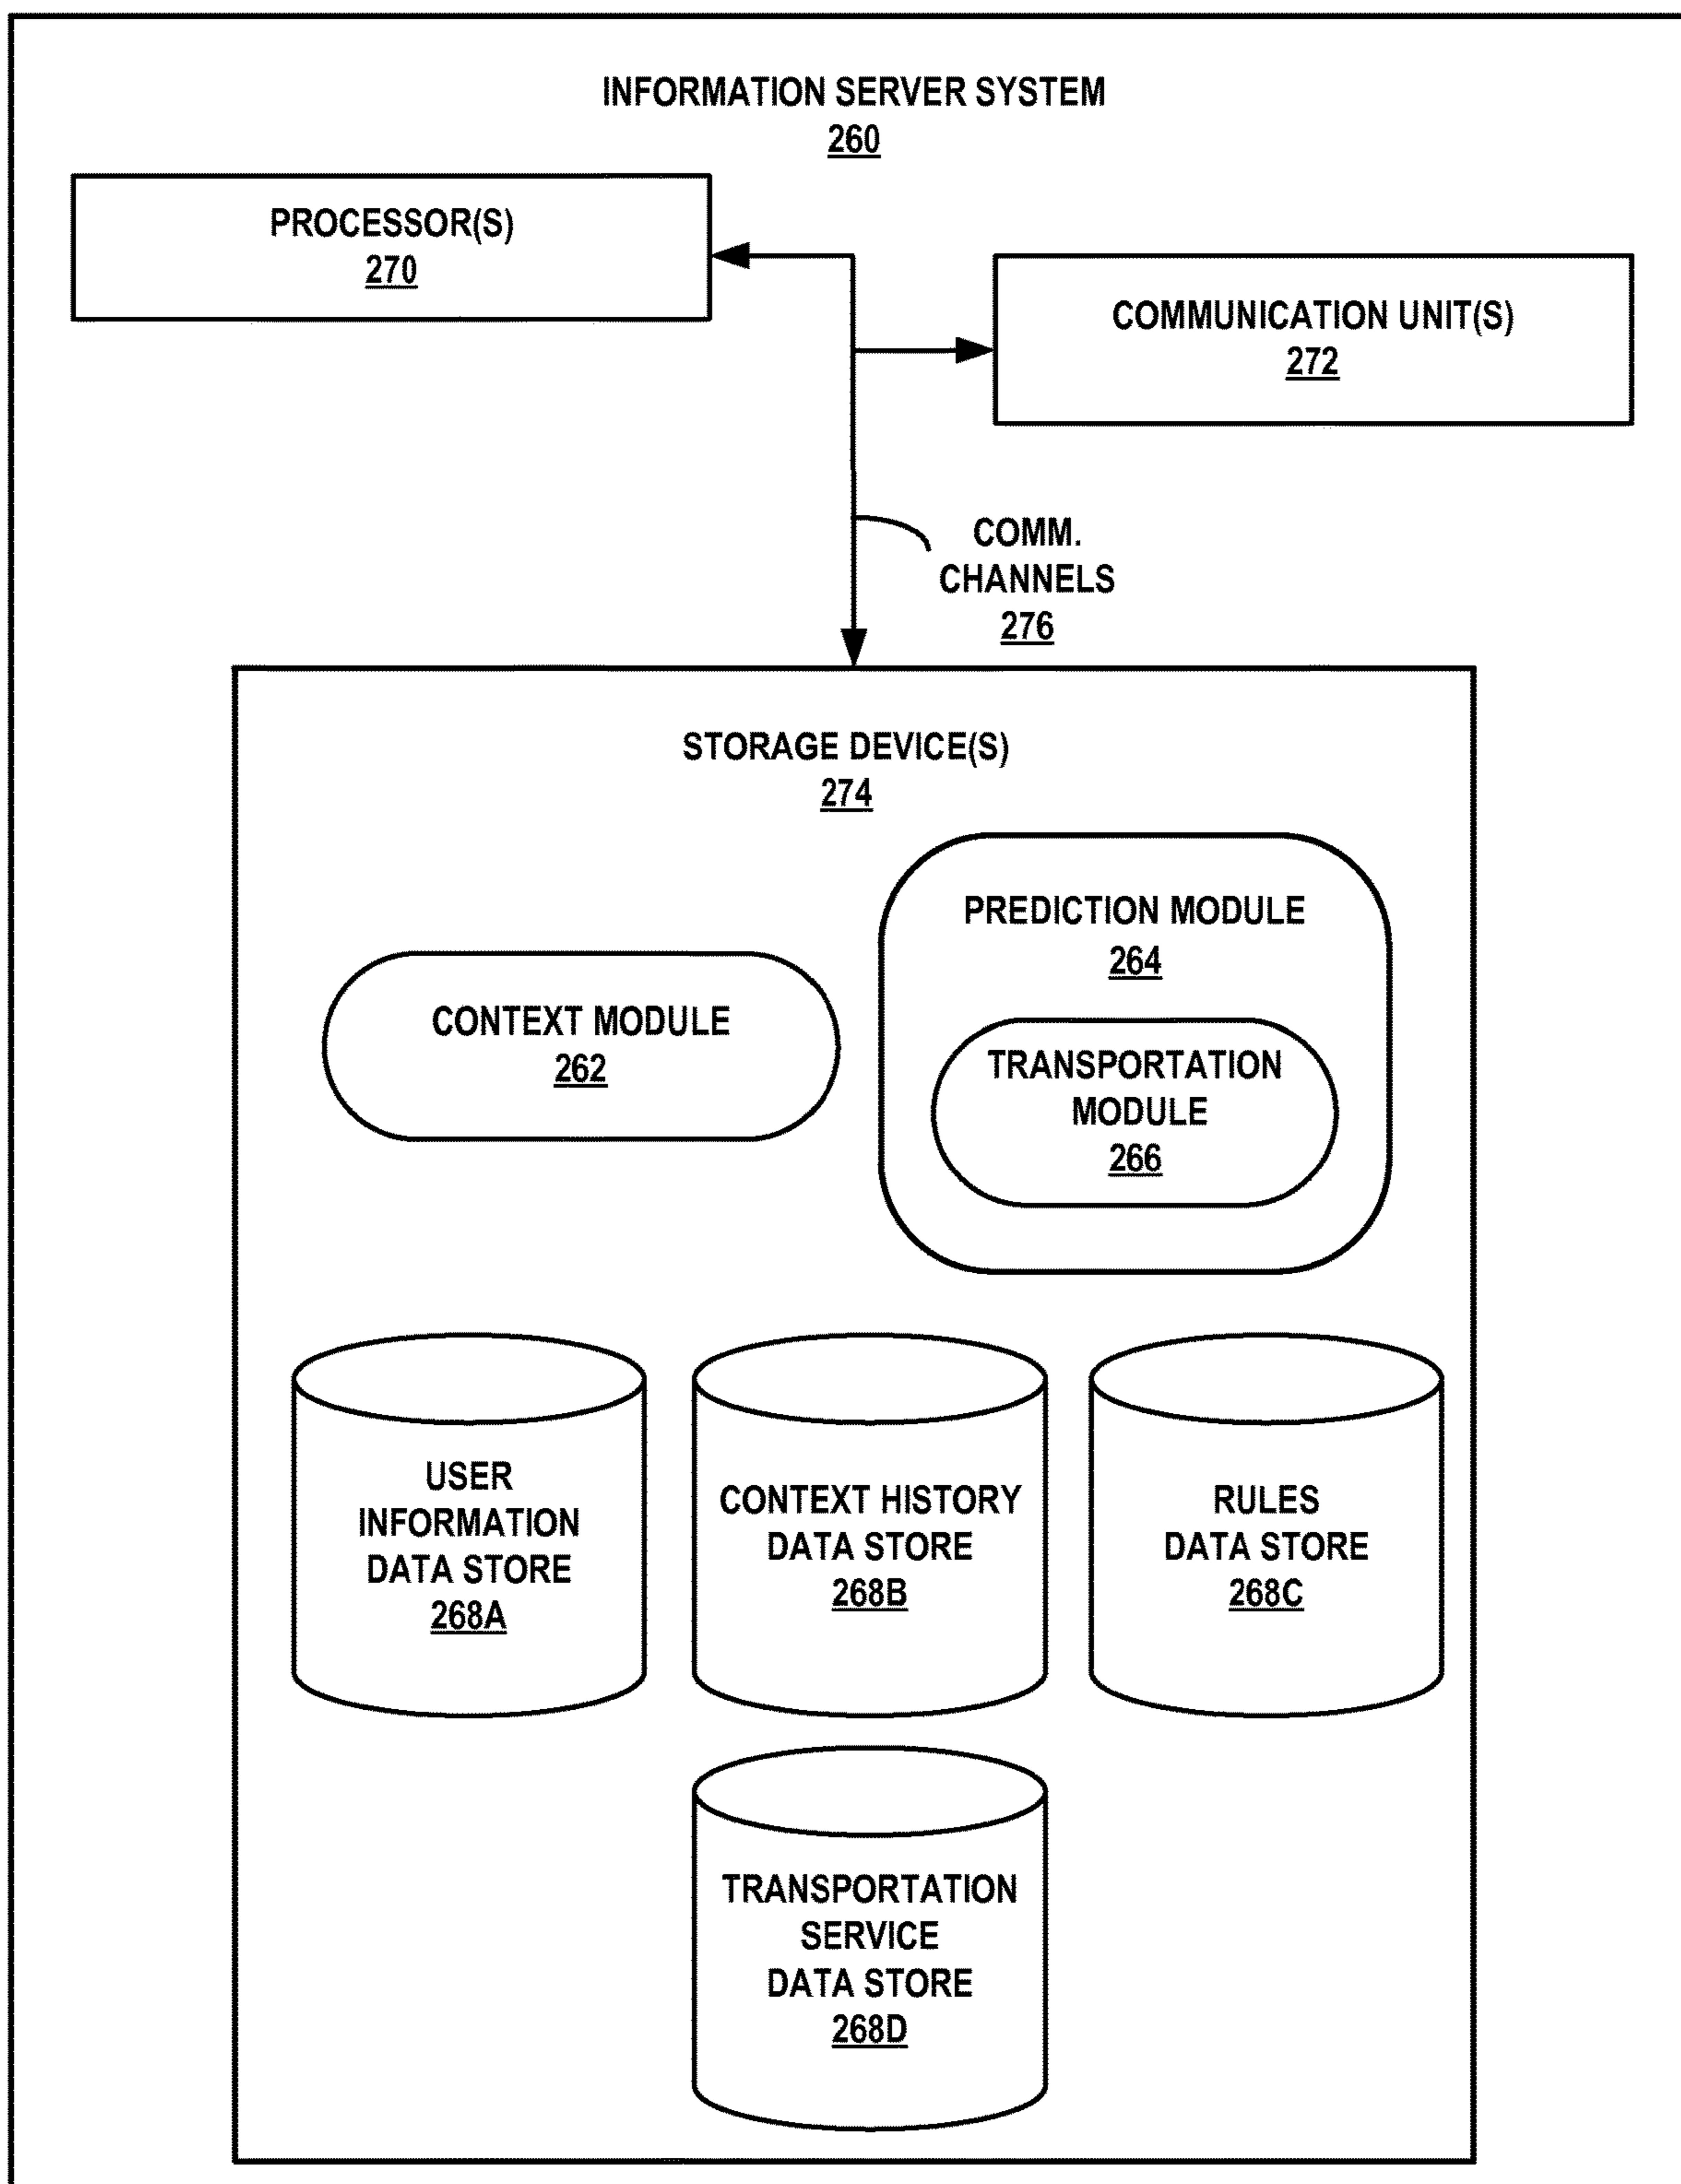 INFORMATION SERVER SYSTEM
260
PROCESSOR(S)
270
COMMUNICATION UNIT(S)
272
COMM.
CHANNELS
276
STORAGE DEVICE(S)
274
PREDICTION MODULE
264
CONTEXT MODULE
262
TRANSPORTATION
MODULE
266
USER
INFORMATION
DATA STORE
268A
CONTEXT HISTORY
DATA STORE
268B
RULES
DATA STORE
268C
TRANSPORTATION
SERVICE
DATA STORE
268D